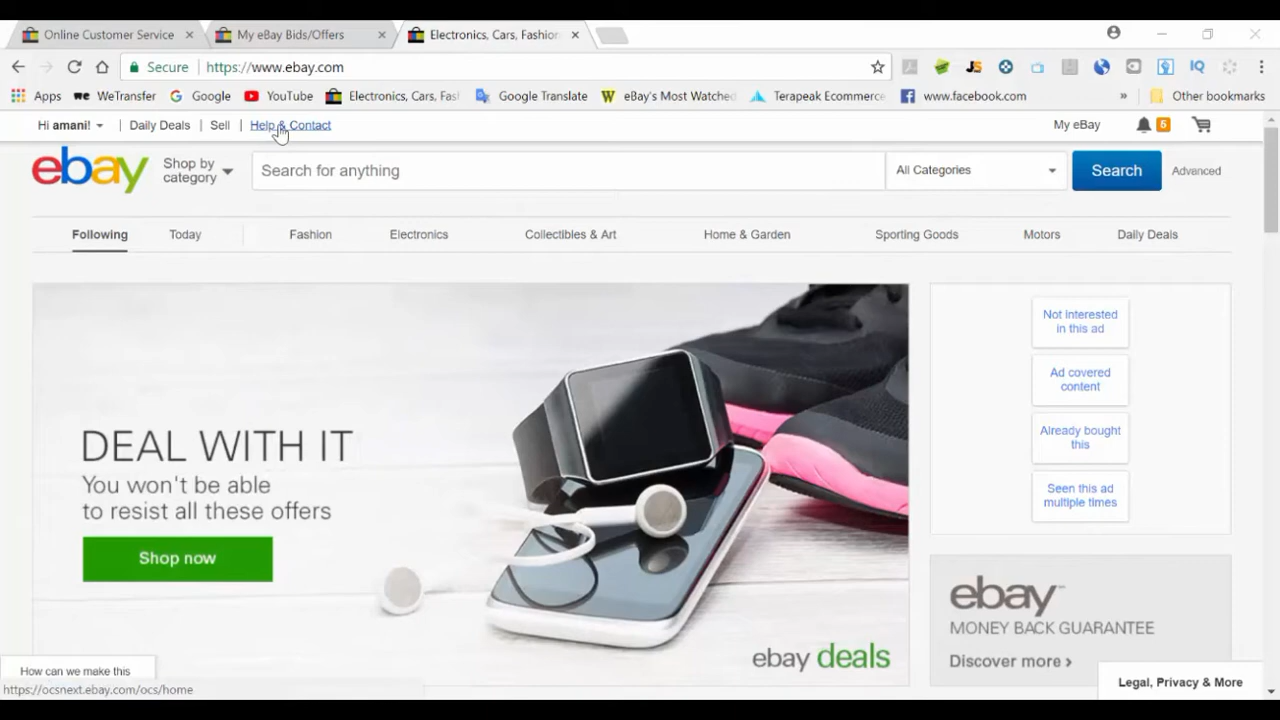 Online Customer Service
My eBay Bids/Offers
Electronics, Cars, Fashion
Secure
https://www.ebay.com
Apps
WeTransfer
Google
YouTube
Electronics, Cars, Fas
Google Translate
eBay's Most Watched
Terapeak Ecommerce
www.facebook.com
»
Other bookmarks
Hi amani!
Daily Deals
Sell
Help & Contact
My eBay
ebay
Shop by
category
Search for anything
All Categories
Search
Advanced
Following
Today
Fashion
Electronics
Collectibles & Art
Home & Garden
Sporting Goods
Motors
Daily Deals
DEAL WITH IT
You won't be able
to resist all these offers
Shop now
ebay deals
Not interested
in this ad
Ad covered
content
Already bought
this
Seen this ad
multiple times
ebay
MONEY BACK GUARANTEE
Discover more ›
How can we make this
https://ocsnext.ebay.com/ocs/home
Legal, Privacy & More